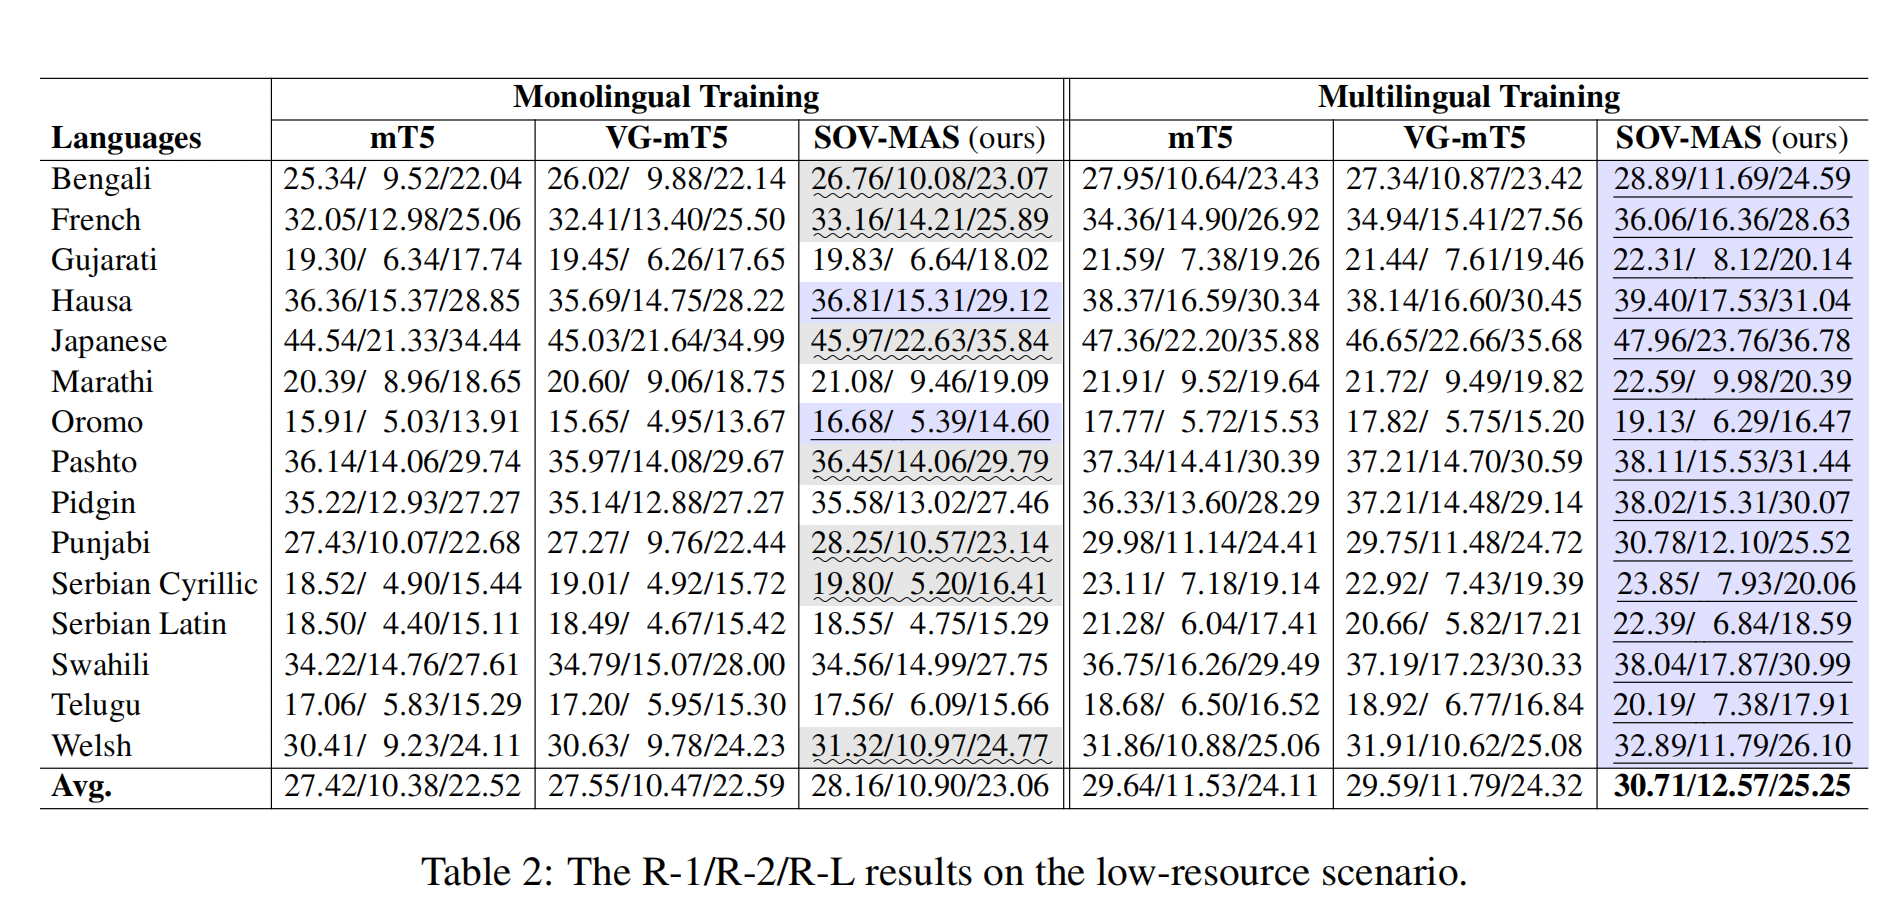 Monolingual Training Multilingual Training
Languages mT5 VG-mT5 SOV-MAS (ours) mT5 VG-mT5 SOV-MAS (ours)
Bengali 25.34/ 9.52/22.04 26.02/ 9.88/22.14 26.76/10.08/23.07 27.95/10.64/23.43 27.34/10.87/23.42 28.89/11.69/24.59
French 32.05/12.98/25.06 32.41/13.40/25.50 33.16/14.21/25.89 34.36/14.90/26.92 34.94/15.41/27.56 36.06/16.36/28.63
Gujarati 19.30/ 6.34/17.74 19.45/ 6.26/17.65 19.83/ 6.64/18.02 21.59/ 7.38/19.26 21.44/ 7.61/19.46 22.31/ 8.12/20.14
Hausa 36.36/15.37/28.85 35.69/14.75/28.22 36.81/15.31/29.12 38.37/16.59/30.34 38.14/16.60/30.45 39.40/17.53/31.04
Japanese 44.54/21.33/34.44 45.03/21.64/34.99 45.97/22.63/35.84 47.36/22.20/35.88 46.65/22.66/35.68 47.96/23.76/36.78
Marathi 20.39/ 8.96/18.65 20.60/ 9.06/18.75 21.08/ 9.46/19.09 21.91/ 9.52/19.64 21.72/ 9.49/19.82 22.59/ 9.98/20.39
Oromo 15.91/ 5.03/13.91 15.65/ 4.95/13.67 16.68/ 5.39/14.60 17.77/ 5.72/15.53 17.82/ 5.75/15.20 19.13/ 6.29/16.47
Pashto 36.14/14.06/29.74 35.97/14.08/29.67 36.45/14.06/29.79 37.34/14.41/30.39 37.21/14.70/30.59 38.11/15.53/31.44
Pidgin 35.22/12.93/27.27 35.14/12.88/27.27 35.58/13.02/27.46 36.33/13.60/28.29 37.21/14.48/29.14 38.02/15.31/30.07
Punjabi 27.43/10.07/22.68 27.27/ 9.76/22.44 28.25/10.57/23.14 29.98/11.14/24.41 29.75/11.48/24.72 30.78/12.10/25.52
Serbian Cyrillic 18.52/ 4.90/15.44 19.01/ 4.92/15.72 19.80/ 5.20/16.41 23.11/ 7.18/19.14 22.92/ 7.43/19.39 23.85/ 7.93/20.06
Serbian Latin 18.50/ 4.40/15.11 18.49/ 4.67/15.42 18.55/ 4.75/15.29 21.28/ 6.04/17.41 20.66/ 5.82/17.21 22.39/ 6.84/18.59
Swahili 34.22/14.76/27.61 34.79/15.07/28.00 34.56/14.99/27.75 36.75/16.26/29.49 37.19/17.23/30.33 38.04/17.87/30.99
Telugu 17.06/ 5.83/15.29 17.20/ 5.95/15.30 17.56/ 6.09/15.66 18.68/ 6.50/16.52 18.92/ 6.77/16.84 20.19/ 7.38/17.91
Welsh 30.41/ 9.23/24.11 30.63/ 9.78/24.23 31.32/10.97/24.77 31.86/10.88/25.06 31.91/10.62/25.08 32.89/11.79/26.10
Avg. 27.42/10.38/22.52 27.55/10.47/22.59 28.16/10.90/23.06 29.64/11.53/24.11 29.59/11.79/24.32 30.71/12.57/25.25
Table 2: The R-1/R-2/R-L results on the low-resource scenario.